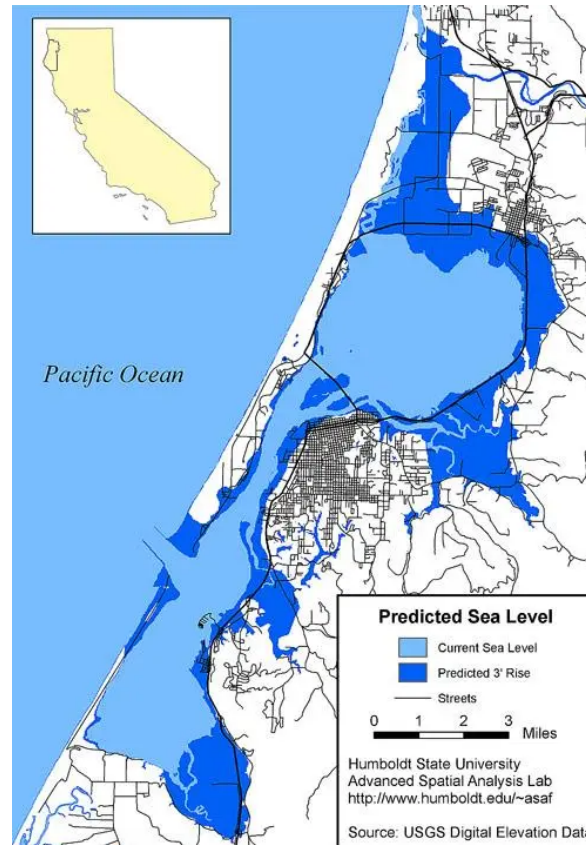 Pacific Ocean
Predicted Sea Level
Current Sea Level
Predicted 3' Rise
Streets
0 1 2 3
Miles
Humboldt State University
Advanced Spatial Analysis Lab
http://www.humboldt.edu/~asaf
Source: USGS Digital Elevation Data